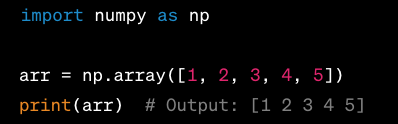 import numpy as np
arr = np.array([1, 2, 3, 4, 5])
print(arr)  # Output: [1 2 3 4 5]